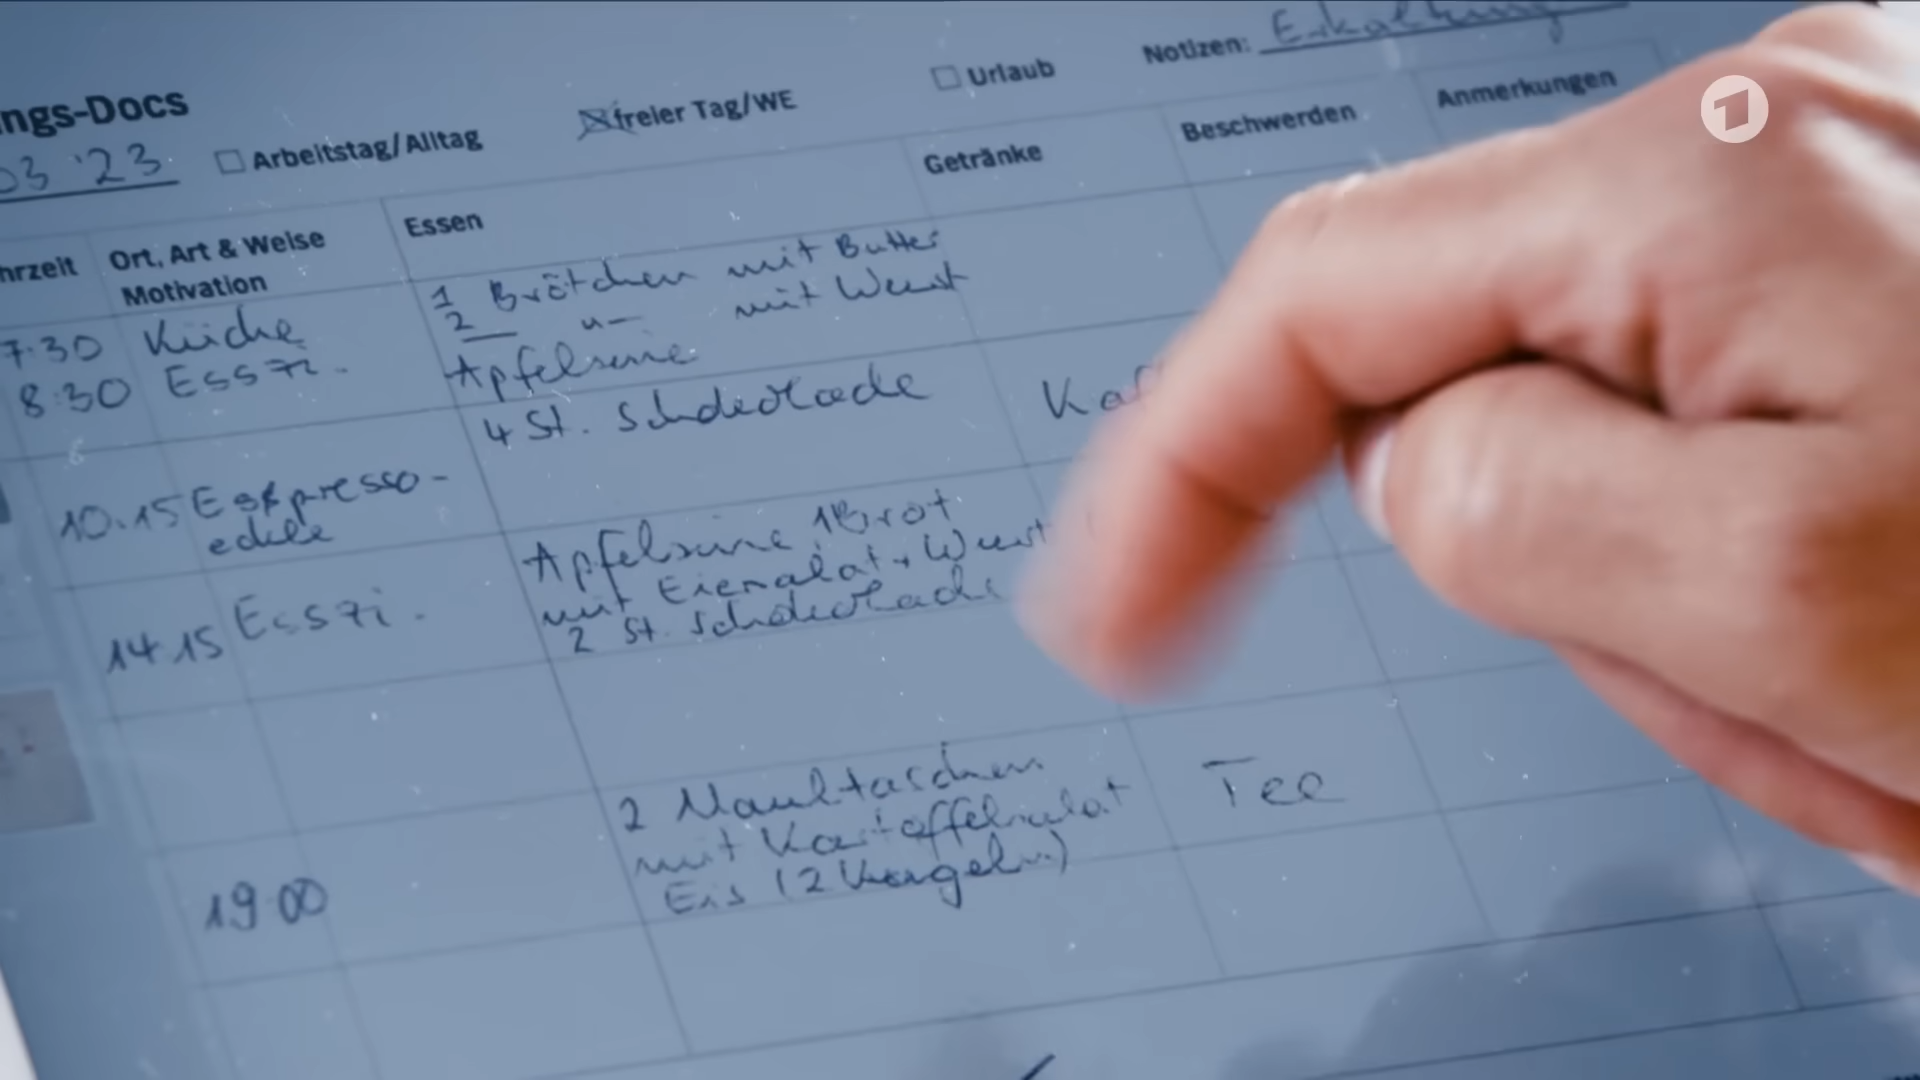 ngs-Docs
03 '23
Arbeitstag/Alltag
freier Tag/WE
Urlaub
Notizen: Erkältung
hrzeit
Ort, Art & Weise
Motivation
Essen
Getränke
Beschwerden
Anmerkungen
7.30 Küche
8:30 Esszi.
1 Brötchen mit Butter
2 -"- mit Wurst
Apfelsine
4 St. Schokolade
Kaf
10.15 Espresso-
ecke
14.15 Esszi.
Apfelsine, 1 Brot
mit Eiersalat + Wurst
2 St. Schokolade
19 00
2 Maultaschen
mit Kartoffelsalat
Eis (2 Kugeln)
Tee
1